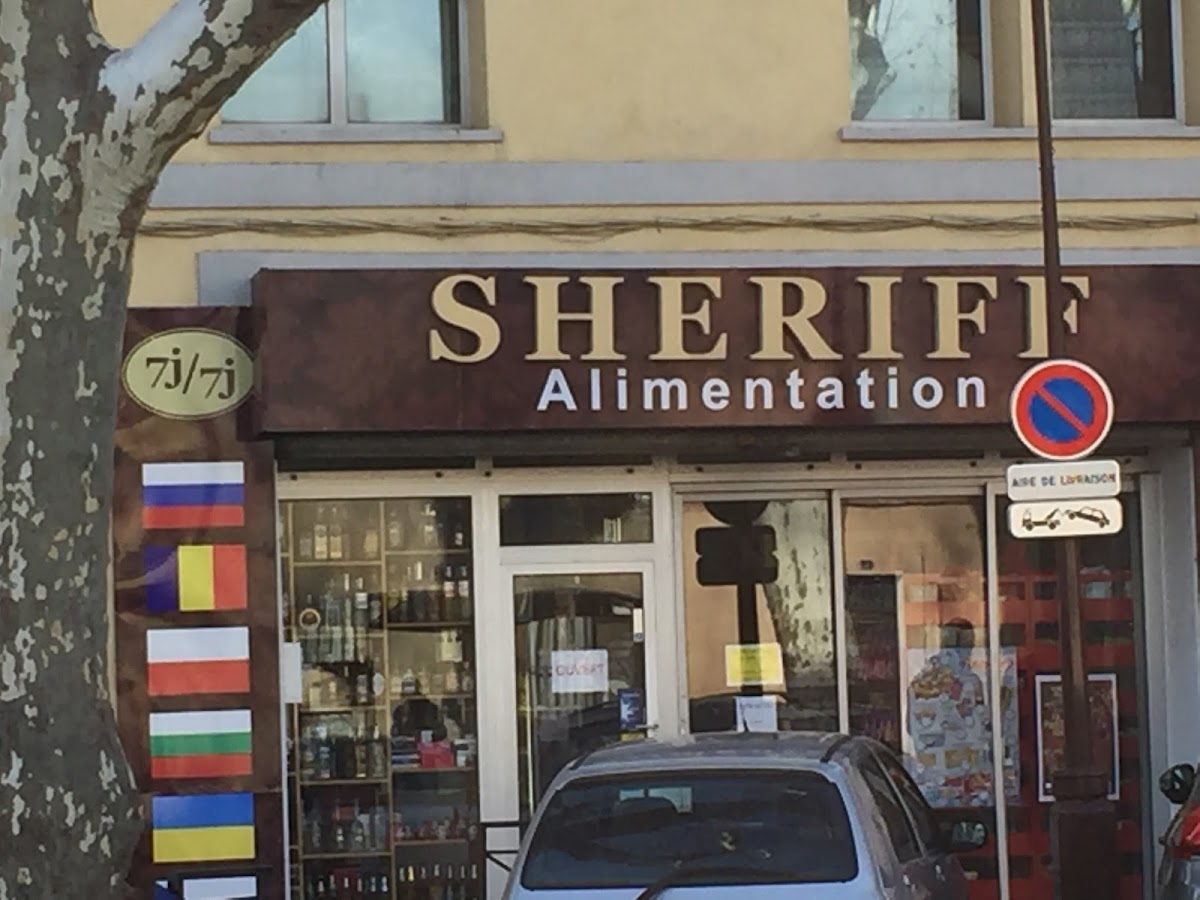 SHERIFF
Alimentation
7j/7j
AIRE DE LIVRAISON
OUVERT